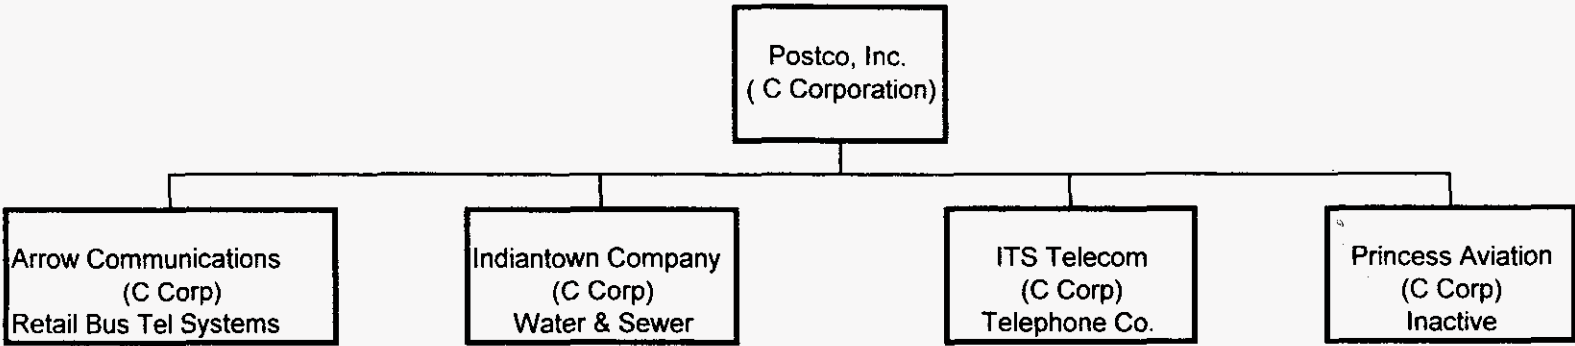 Postco, Inc.
( C Corporation)
Arrow Communications
(C Corp)
Retail Bus Tel Systems
Indiantown Company
(C Corp)
Water & Sewer
ITS Telecom
(C Corp)
Telephone Co.
Princess Aviation
(C Corp)
Inactive